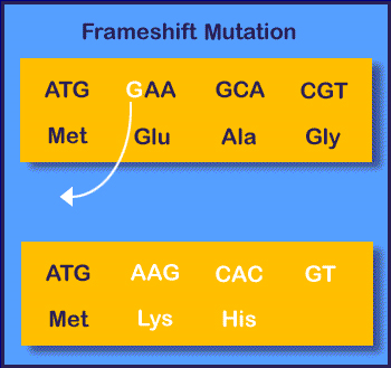 Frameshift Mutation
ATG GAA GCA CGT
Met Glu Ala Gly
ATG AAG CAC GT
Met Lys His